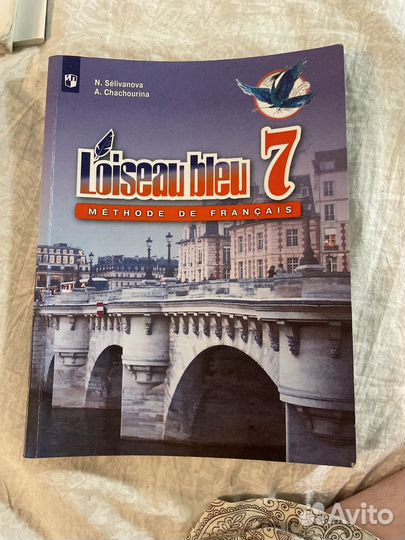 N. Sélivanova
A. Chachourina
L'oiseau bleu 7
MÉTHODE DE FRANÇAIS
Avito